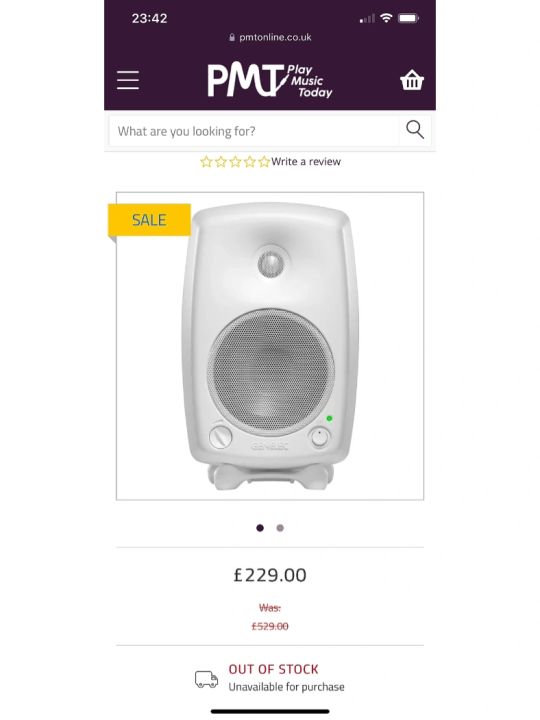 23:42
pmtonline.co.uk
PMT Play
Music
Today
What are you looking for?
Write a review
SALE
GENELEC
£229.00
Was:
£529.00
OUT OF STOCK
Unavailable for purchase